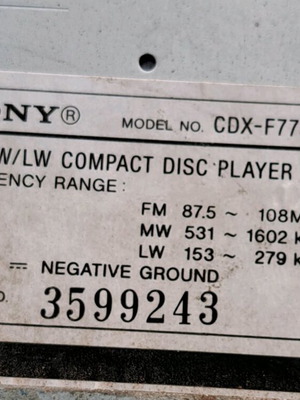 ONY®
MODEL NO. CDX-F77
W/LW COMPACT DISC PLAYER
ENCY RANGE :
FM 87.5 ~ 108M
MW 531 ~ 1602 k
LW 153 ~ 279 k
⎓ NEGATIVE GROUND
O. 3599243